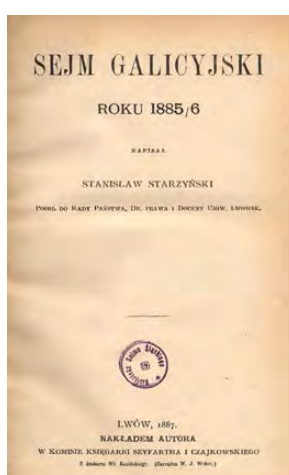 SEJM GALICYJSKI
ROKU 1885/6
NAPISAŁ
STANISŁAW STARZYŃSKI
POSEŁ DO RADY PAŃSTWA, DR. PRAWA I DOCENT UNIW. LWOWSK.
LWÓW, 1887.
NAKŁADEM AUTORA
W KOMISIE KSIĘGARNI SEYFARTHA I CZAJKOWSKIEGO
Z drukarni Wł. Łozińskiego. (Zarządca W. J. Weber.)